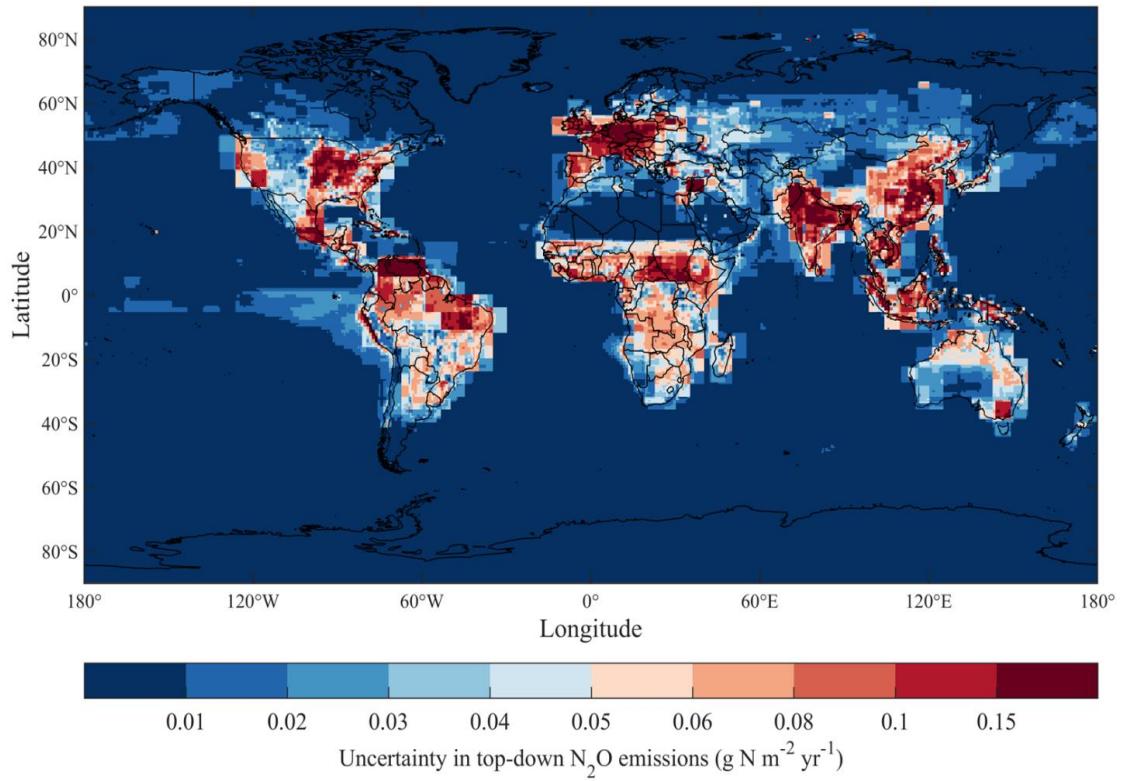 80°N
60°N
40°N
20°N
0°
20°S
40°S
60°S
80°S
Latitude
180° 120°W 60°W 0° 60°E 120°E 180°
Longitude
0.01 0.02 0.03 0.04 0.05 0.06 0.08 0.1 0.15
Uncertainty in top-down N₂O emissions (g N m⁻² yr⁻¹)